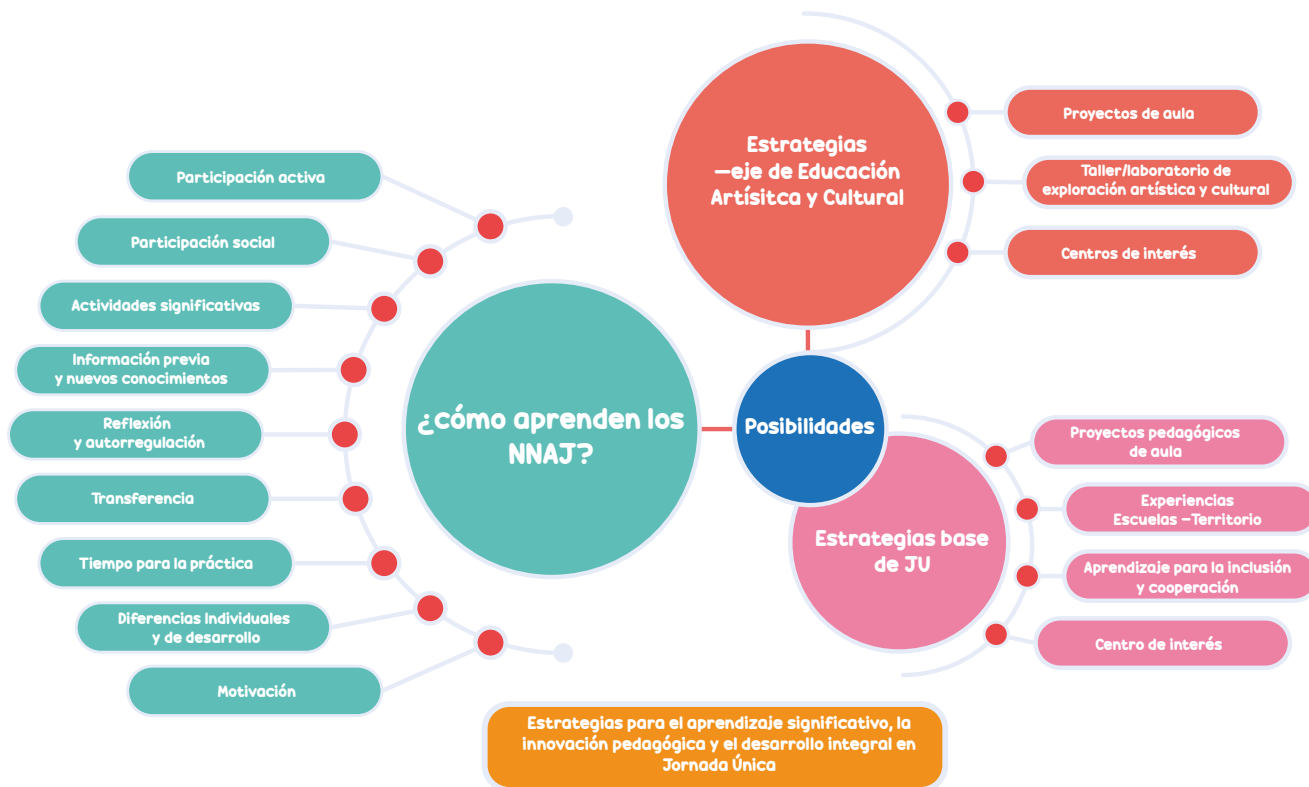 Participación activa
Participación social
Actividades significativas
Información previa
y nuevos conocimientos
Reflexión
y autorregulación
Transferencia
Tiempo para la práctica
Diferencias Individuales
y de desarrollo
Motivación
¿cómo aprenden los
NNAJ?
Posibilidades
Estrategias
–eje de Educación
Artísitca y Cultural
Proyectos de aula
Taller/laboratorio de
exploración artística y cultural
Centros de interés
Estrategias base
de JU
Proyectos pedagógicos
de aula
Experiencias
Escuelas –Territorio
Aprendizaje para la inclusión
y cooperación
Centro de interés
Estrategias para el aprendizaje significativo, la
innovación pedagógica y el desarrollo integral en
Jornada Única